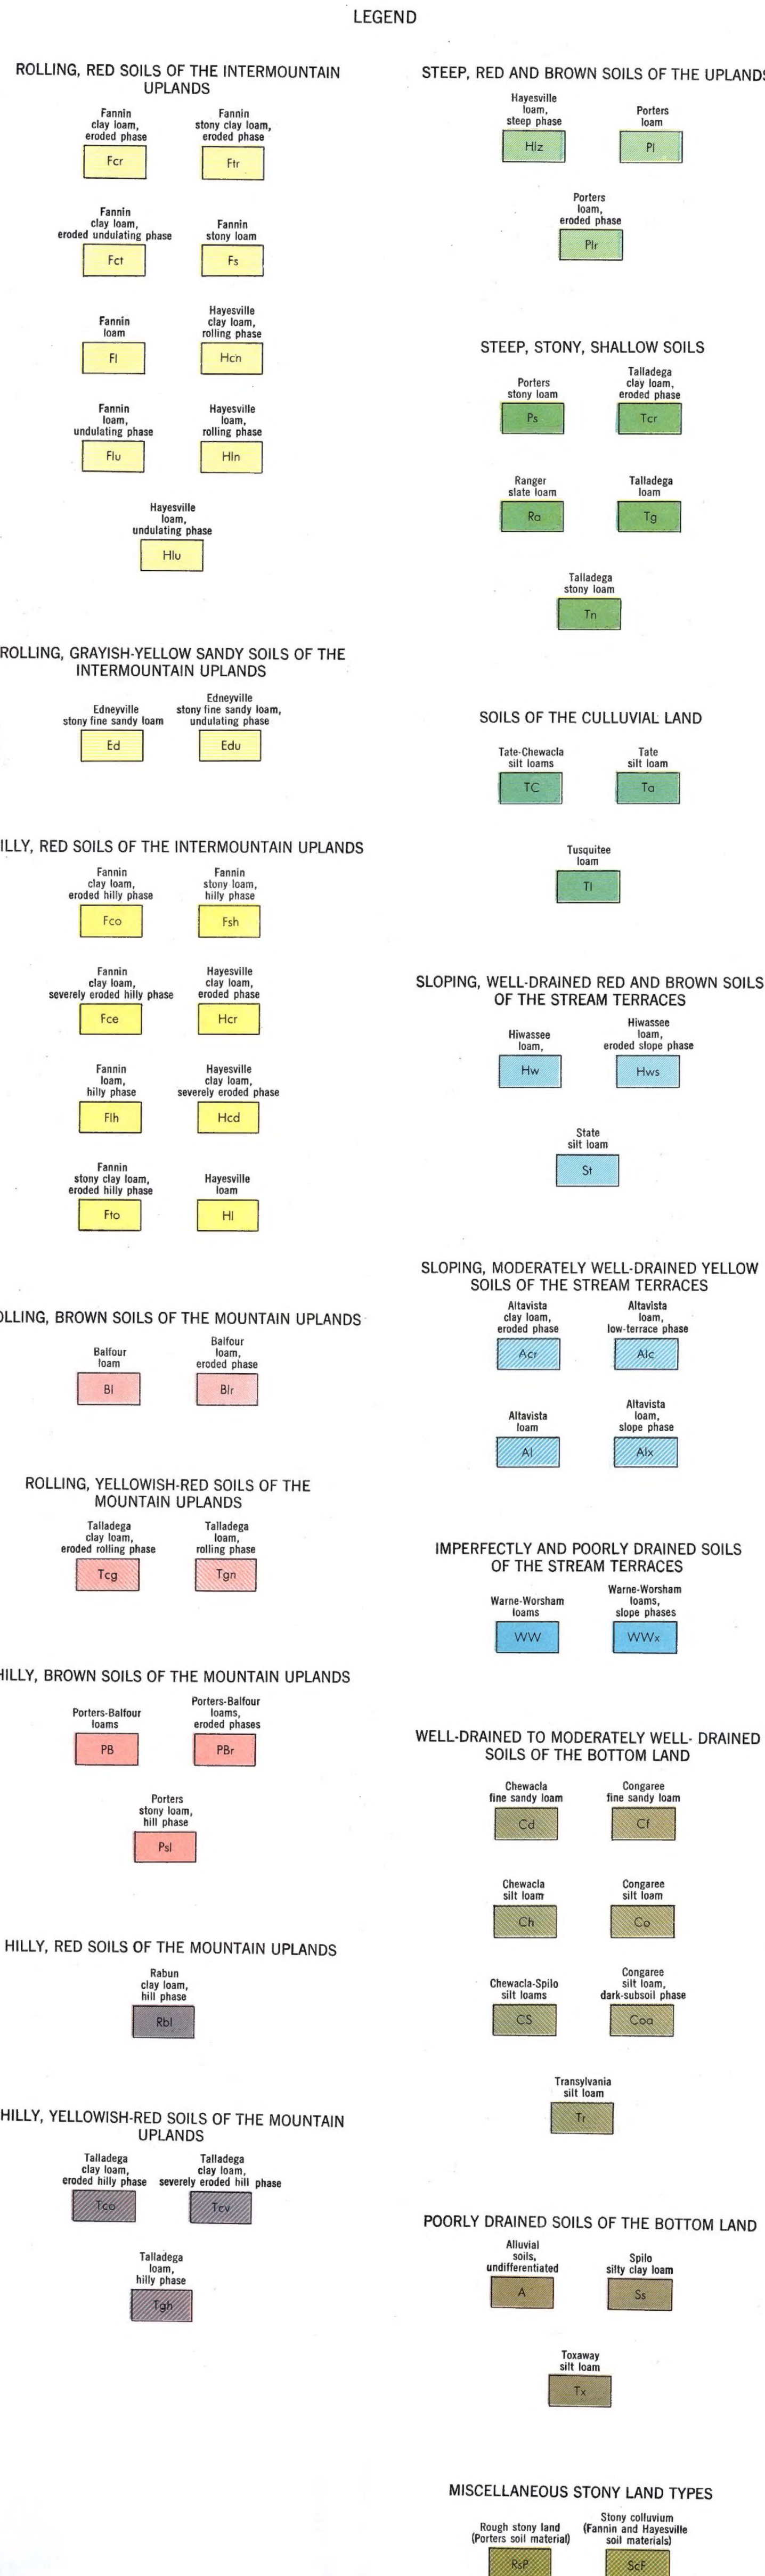 LEGEND
ROLLING, RED SOILS OF THE INTERMOUNTAIN
UPLANDS
Fannin
clay loam,
eroded phase
Fcr
Fannin
stony clay loam,
eroded phase
Ftr
Fannin
clay loam,
eroded undulating phase
Fct
Fannin
stony loam
Fs
Fannin
loam
Fl
Hayesville
clay loam,
rolling phase
Hcn
Fannin
loam,
undulating phase
Flu
Hayesville
loam,
rolling phase
Hln
Hayesville
loam,
undulating phase
Hlu
ROLLING, GRAYISH-YELLOW SANDY SOILS OF THE
INTERMOUNTAIN UPLANDS
Edneyville
stony fine sandy loam
Ed
Edneyville
stony fine sandy loam,
undulating phase
Edu
ILLY, RED SOILS OF THE INTERMOUNTAIN UPLANDS
Fannin
clay loam,
eroded hilly phase
Fco
Fannin
stony loam,
hilly phase
Fsh
Fannin
clay loam,
severely eroded hilly phase
Fce
Hayesville
clay loam,
eroded phase
Hcr
Fannin
loam,
hilly phase
Flh
Hayesville
clay loam,
severely eroded phase
Hcd
Fannin
stony clay loam,
eroded hilly phase
Fto
Hayesville
loam
Hl
OLLING, BROWN SOILS OF THE MOUNTAIN UPLANDS
Balfour
loam
Bl
Balfour
loam,
eroded phase
Blr
ROLLING, YELLOWISH-RED SOILS OF THE
MOUNTAIN UPLANDS
Talladega
clay loam,
eroded rolling phase
Tcg
Talladega
loam,
rolling phase
Tgn
HILLY, BROWN SOILS OF THE MOUNTAIN UPLANDS
Porters-Balfour
loams
PB
Porters-Balfour
loams,
eroded phases
PBr
Porters
stony loam,
hill phase
Psl
HILLY, RED SOILS OF THE MOUNTAIN UPLANDS
Rabun
clay loam,
hill phase
Rbl
HILLY, YELLOWISH-RED SOILS OF THE MOUNTAIN
UPLANDS
Talladega
clay loam,
eroded hilly phase
Tco
Talladega
clay loam,
severely eroded hill phase
Tcv
Talladega
loam,
hilly phase
Tgh
STEEP, RED AND BROWN SOILS OF THE UPLANDS
Hayesville
loam,
steep phase
Hlz
Porters
loam
Pl
Porters
loam,
eroded phase
Plr
STEEP, STONY, SHALLOW SOILS
Porters
stony loam
Ps
Talladega
clay loam,
eroded phase
Tcr
Ranger
slate loam
Ra
Talladega
loam
Tg
Talladega
stony loam
Tn
SOILS OF THE CULLUVIAL LAND
Tate-Chewacla
silt loams
TC
Tate
silt loam
Ta
Tusquitee
loam
Tl
SLOPING, WELL-DRAINED RED AND BROWN SOILS
OF THE STREAM TERRACES
Hiwassee
loam,
Hw
Hiwassee
loam,
eroded slope phase
Hws
State
silt loam
St
SLOPING, MODERATELY WELL-DRAINED YELLOW
SOILS OF THE STREAM TERRACES
Altavista
clay loam,
eroded phase
Acr
Altavista
loam,
low-terrace phase
Alc
Altavista
loam
Al
Altavista
loam,
slope phase
Alx
IMPERFECTLY AND POORLY DRAINED SOILS
OF THE STREAM TERRACES
Warne-Worsham
loams
WW
Warne-Worsham
loams,
slope phases
WWx
WELL-DRAINED TO MODERATELY WELL- DRAINED
SOILS OF THE BOTTOM LAND
Chewacla
fine sandy loam
Cd
Congaree
fine sandy loam
Cf
Chewacla
silt loam
Ch
Congaree
silt loam
Co
Chewacla-Spilo
silt loams
CS
Congaree
silt loam,
dark-subsoil phase
Coa
Transylvania
silt loam
Tr
POORLY DRAINED SOILS OF THE BOTTOM LAND
Alluvial
soils,
undifferentiated
A
Spilo
silty clay loam
Ss
Toxaway
silt loam
Tx
MISCELLANEOUS STONY LAND TYPES
Rough stony land
(Porters soil material)
RsP
Stony colluvium
(Fannin and Hayesville
soil materials)
ScF